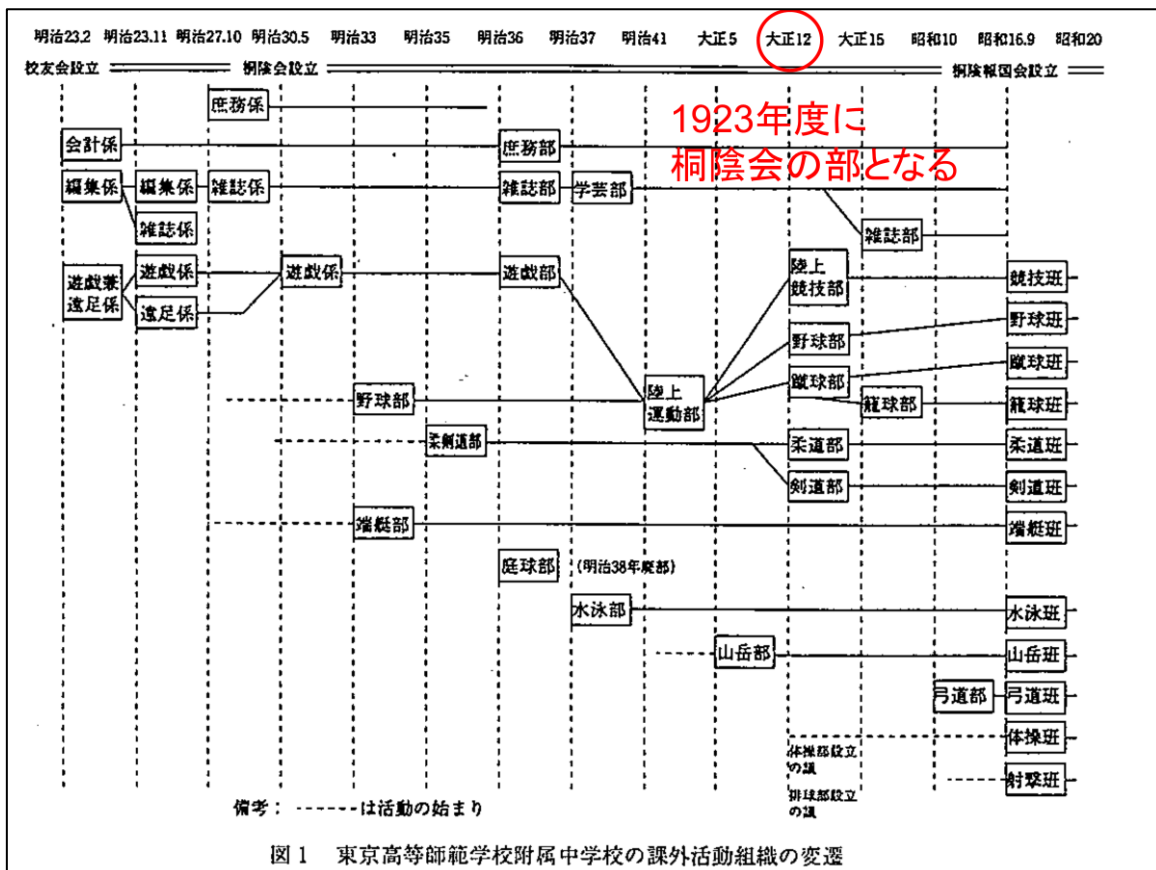 明治23.2 明治23.11 明治27.10 明治30.5 明治33 明治35 明治36 明治37 明治41 大正5 大正12 大正15 昭和10 昭和16.9 昭和20
校友会設立 桐陰会設立 桐陰報国会設立
庶務係
1923年度に
桐陰会の部となる
会計係 庶務部
編集係 編集係 雑誌係 雑誌部 学芸部
雑誌係 雑誌部
遊戯兼
遠足係
遊戯係 遊戯係 遊戯部
陸上
競技部
競技班
遠足係
野球部 野球班
蹴球部 蹴球班
野球部
陸上
運動部
籠球部 籠球班
柔剣道部 柔道部 柔道班
剣道部 剣道班
端艇部 端艇班
庭球部 (明治38年廃部)
水泳部 水泳班
山岳部 山岳班
弓道部 弓道班
体操部設立
の議
体操班
排球部設立
の議
射撃班
備考: ------は活動の始まり
図1 東京高等師範学校附属中学校の課外活動組織の変遷